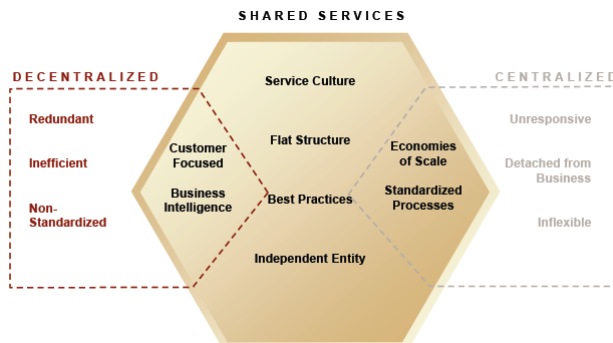 SHARED SERVICES
DECENTRALIZED
Redundant
Inefficient
Non-
Standardized
Customer
Focused
Business
Intelligence
Service Culture
Flat Structure
Best Practices
Independent Entity
Economies
of Scale
Standardized
Processes
CENTRALIZED
Unresponsive
Detached from
Business
Inflexible